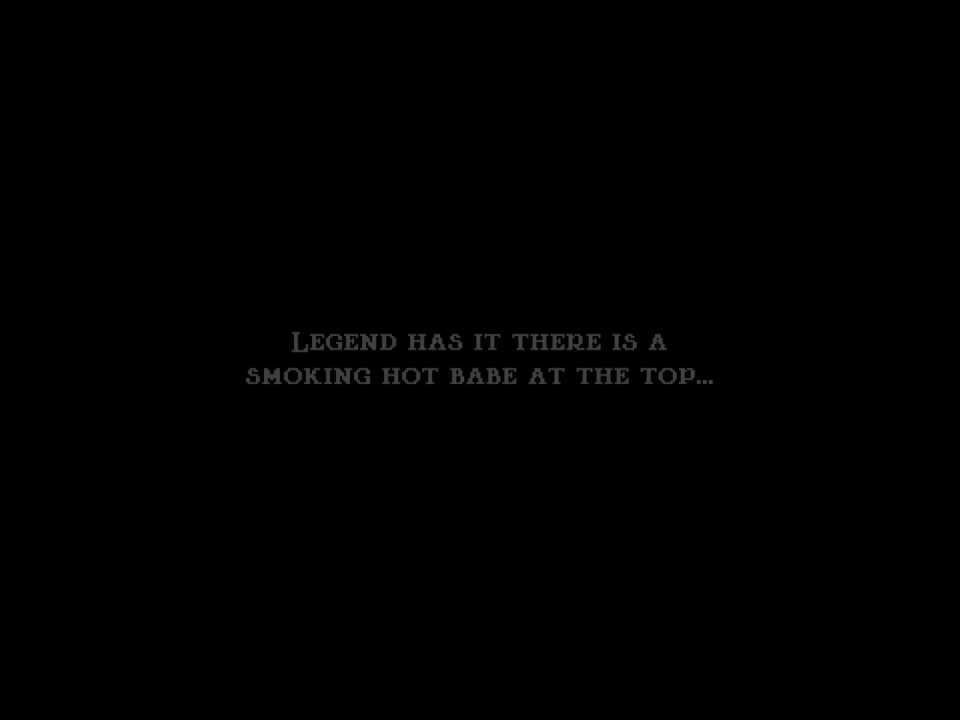 Legend has it there is a
smoking hot babe at the top...